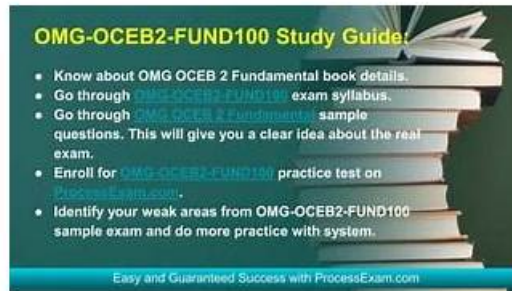 OMG-OCEB2-FUND100 Study Guide:
● Know about OMG OCEB 2 Fundamental book details.
● Go through OMG-OCEB2-FUND100 exam syllabus.
● Go through OMG OCEB 2 Fundamental sample
questions. This will give you a clear idea about the real
exam.
● Enroll for OMG-OCEB2-FUND100 practice test on
ProcessExam.com.
● Identify your weak areas from OMG-OCEB2-FUND100
sample exam and do more practice with system.
Easy and Guaranteed Success with ProcessExam.com